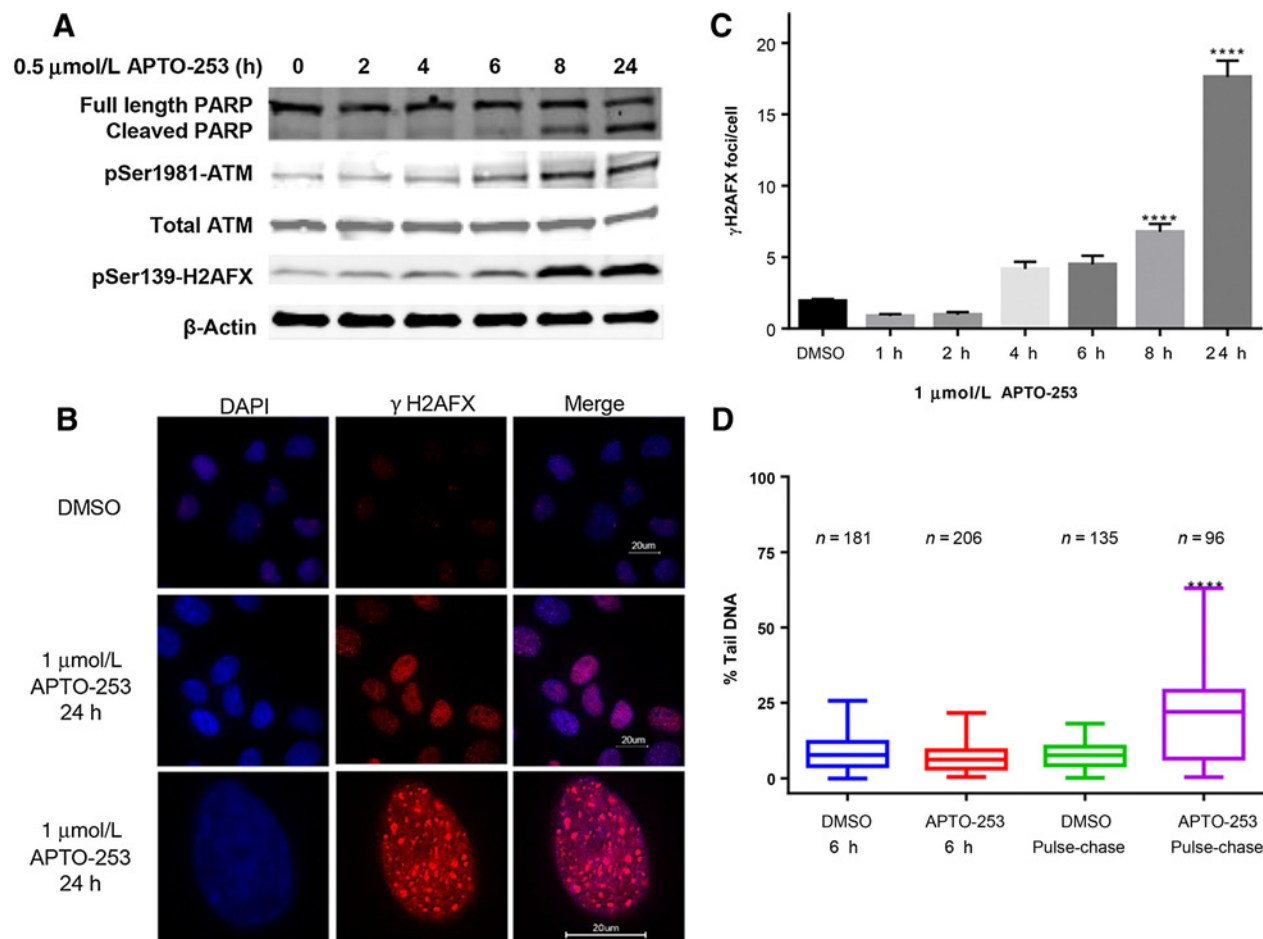 A
0.5 μmol/L APTO-253 (h) 0 2 4 6 8 24
Full length PARP
Cleaved PARP
pSer1981-ATM
Total ATM
pSer139-H2AFX
β-Actin
B
DAPI γ H2AFX Merge
DMSO
20um
1 μmol/L
APTO-253
24 h
20um
1 μmol/L
APTO-253
24 h
20um
C
γH2AFX foci/cell
20
15
10
5
0
****
****
DMSO 1 h 2 h 4 h 6 h 8 h 24 h
1 μmol/L APTO-253
D
% Tail DNA
100
75
50
25
0
n = 181 n = 206 n = 135 n = 96
****
DMSO APTO-253 DMSO APTO-253
6 h 6 h Pulse-chase Pulse-chase